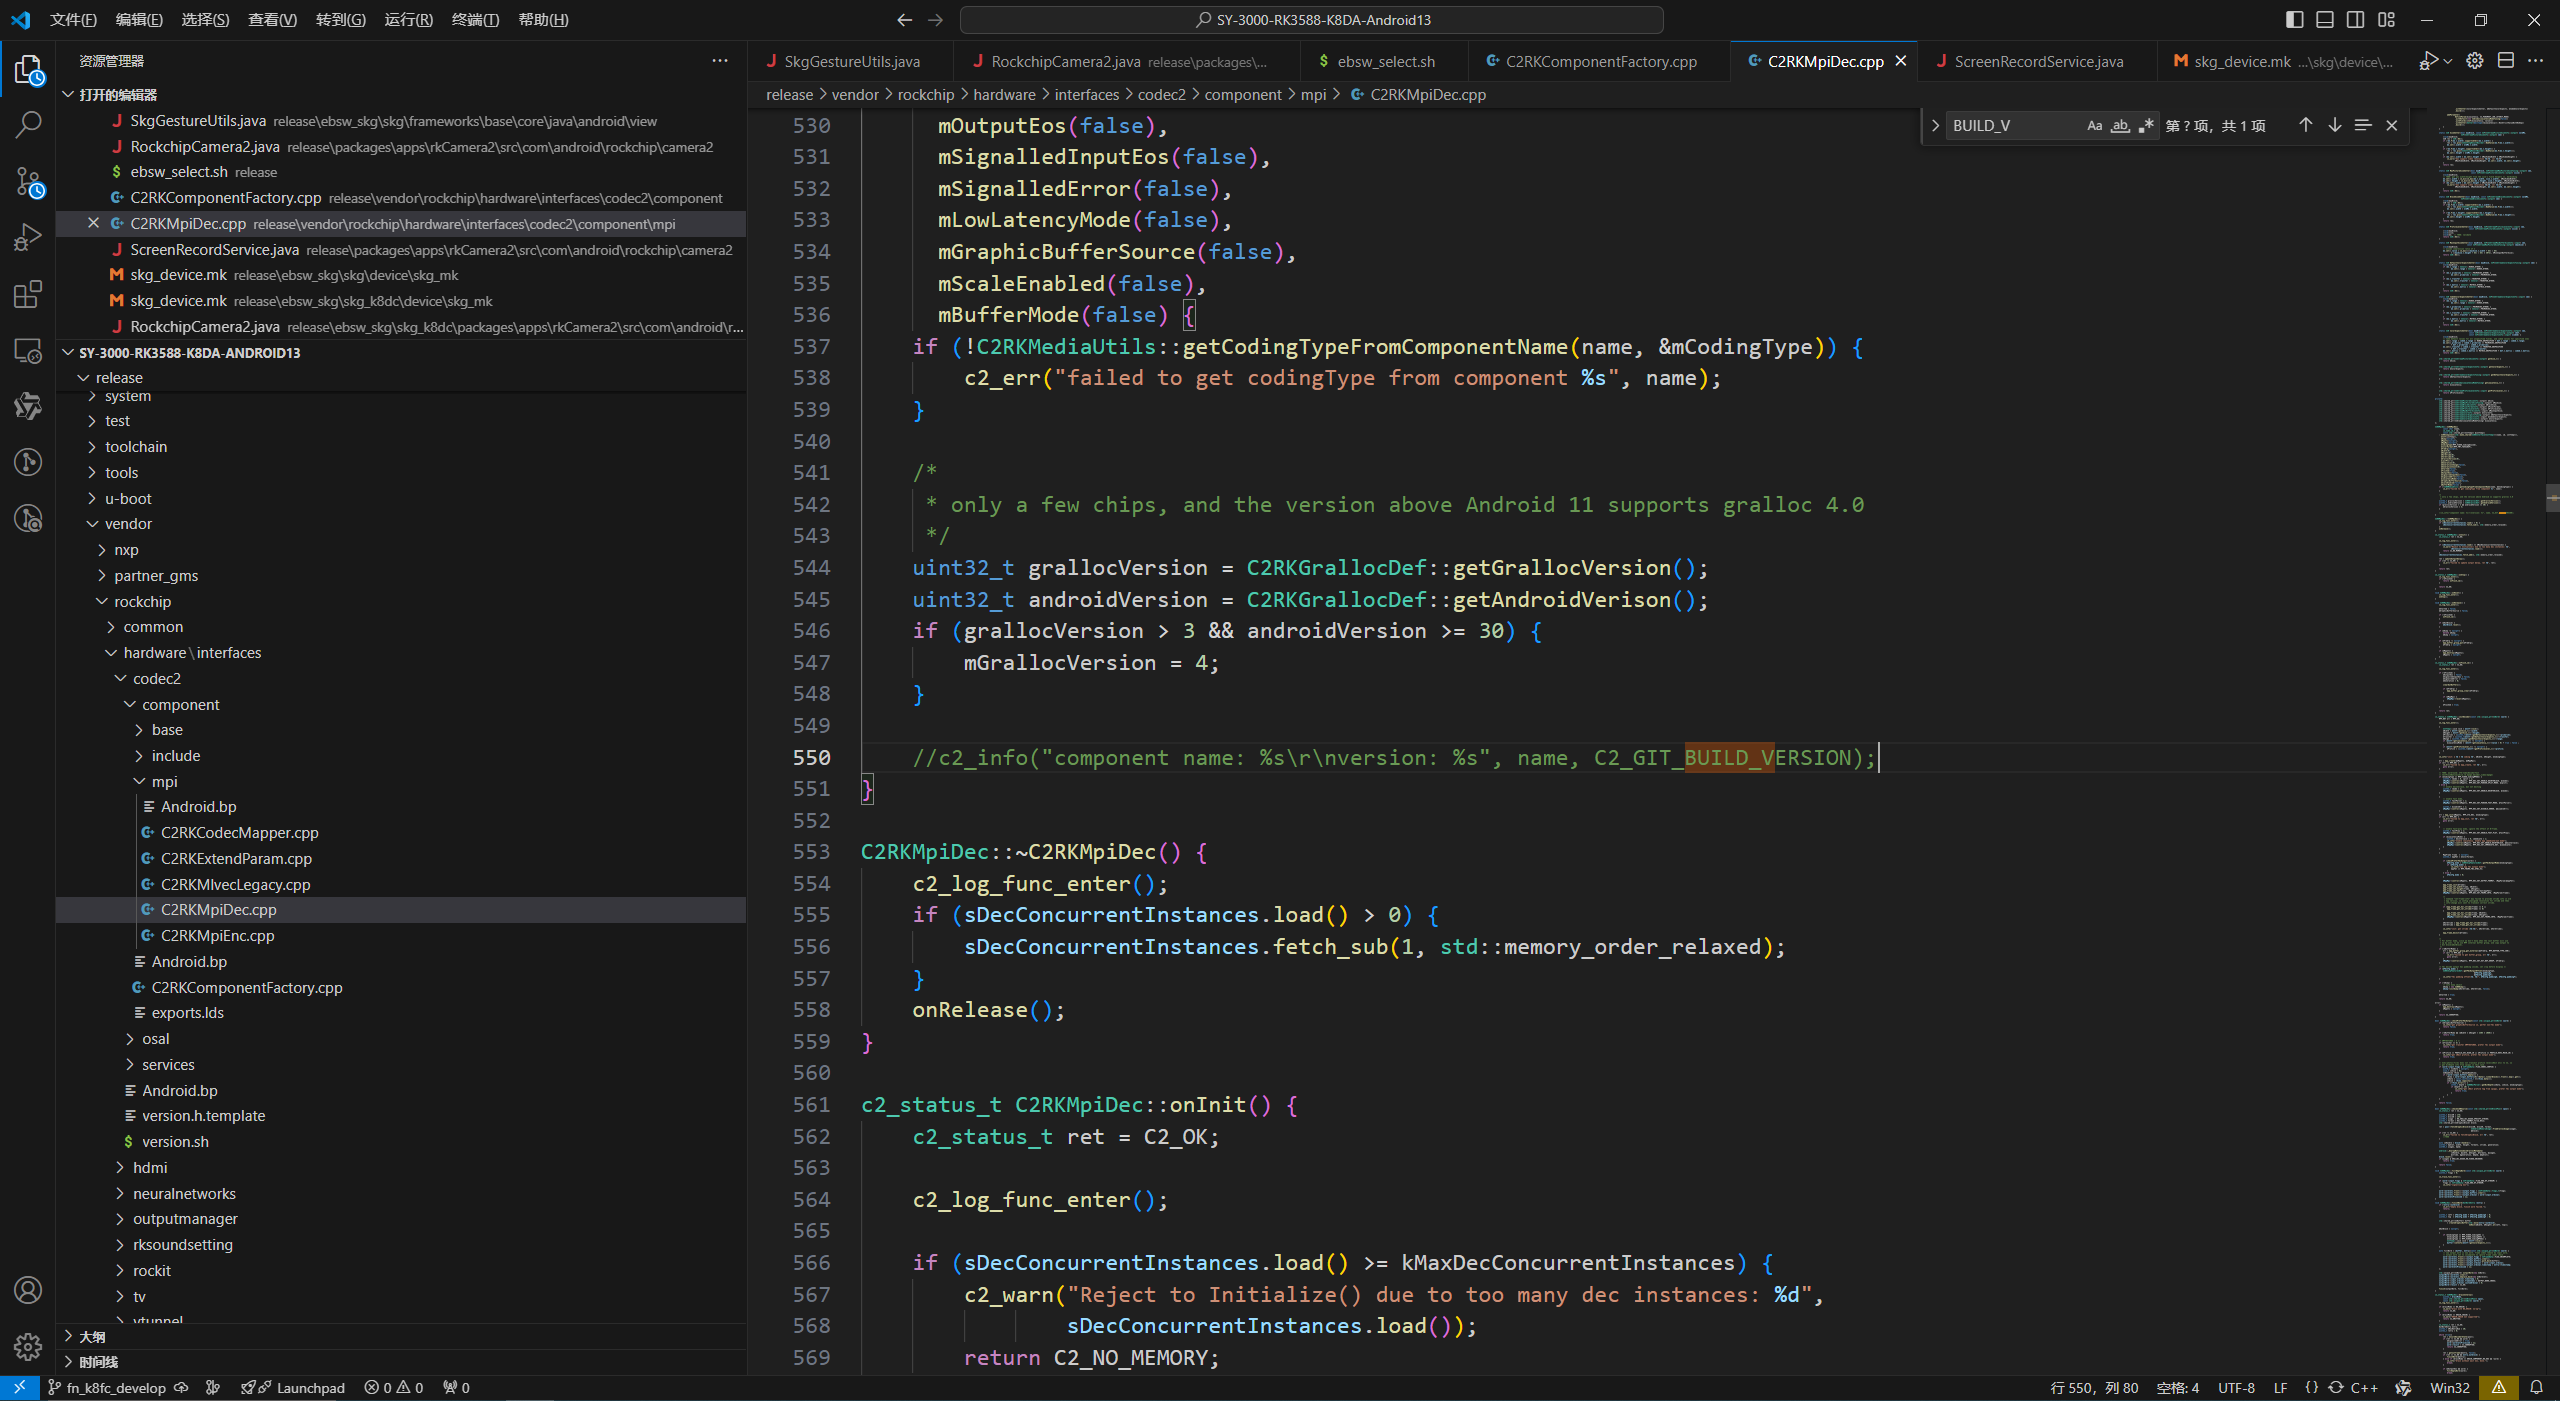 文件(F) 编辑(E) 选择(S) 查看(V) 转到(G) 运行(R) 终端(T) 帮助(H)
SY-3000-RK3588-K8DA-Android13
资源管理器
打开的编辑器
SkgGestureUtils.java release\ebsw_skg\skg\frameworks\base\core\java\android\view
RockchipCamera2.java release\packages\apps\rkCamera2\src\com\android\rockchip\camera2
$ ebsw_select.sh release
C2RKComponentFactory.cpp release\vendor\rockchip\hardware\interfaces\codec2\component
C2RKMpiDec.cpp release\vendor\rockchip\hardware\interfaces\codec2\component\mpi
ScreenRecordService.java release\packages\apps\rkCamera2\src\com\android\rockchip\camera2
skg_device.mk release\ebsw_skg\skg\device\skg_mk
skg_device.mk release\ebsw_skg\skg_k8dc\device\skg_mk
RockchipCamera2.java release\ebsw_skg\skg_k8dc\packages\apps\rkCamera2\src\com\android\r...
SY-3000-RK3588-K8DA-ANDROID13
release
system
test
toolchain
tools
u-boot
vendor
nxp
partner_gms
rockchip
common
hardware\interfaces
codec2
component
base
include
mpi
Android.bp
C2RKCodecMapper.cpp
C2RKExtendParam.cpp
C2RKMlvecLegacy.cpp
C2RKMpiDec.cpp
C2RKMpiEnc.cpp
Android.bp
C2RKComponentFactory.cpp
exports.lds
osal
services
Android.bp
version.h.template
$ version.sh
hdmi
neuralnetworks
outputmanager
rksoundsetting
rockit
tv
vtunnel
大纲
时间线
SkgGestureUtils.java RockchipCamera2.java release\packages\... $ ebsw_select.sh C2RKComponentFactory.cpp C2RKMpiDec.cpp ScreenRecordService.java skg_device.mk ...\skg\device\...
release > vendor > rockchip > hardware > interfaces > codec2 > component > mpi > C2RKMpiDec.cpp
BUILD_V Aa ab 第 ? 项，共 1 项
530 mOutputEos(false),
531 mSignalledInputEos(false),
532 mSignalledError(false),
533 mLowLatencyMode(false),
534 mGraphicBufferSource(false),
535 mScaleEnabled(false),
536 mBufferMode(false) {
537 if (!C2RKMediaUtils::getCodingTypeFromComponentName(name, &mCodingType)) {
538 c2_err("failed to get codingType from component %s", name);
539 }
540
541 /*
542 * only a few chips, and the version above Android 11 supports gralloc 4.0
543 */
544 uint32_t grallocVersion = C2RKGrallocDef::getGrallocVersion();
545 uint32_t androidVersion = C2RKGrallocDef::getAndroidVerison();
546 if (grallocVersion > 3 && androidVersion >= 30) {
547 mGrallocVersion = 4;
548 }
549
550 //c2_info("component name: %s\r\nversion: %s", name, C2_GIT_BUILD_VERSION);
551 }
552
553 C2RKMpiDec::~C2RKMpiDec() {
554 c2_log_func_enter();
555 if (sDecConcurrentInstances.load() > 0) {
556 sDecConcurrentInstances.fetch_sub(1, std::memory_order_relaxed);
557 }
558 onRelease();
559 }
560
561 c2_status_t C2RKMpiDec::onInit() {
562 c2_status_t ret = C2_OK;
563
564 c2_log_func_enter();
565
566 if (sDecConcurrentInstances.load() >= kMaxDecConcurrentInstances) {
567 c2_warn("Reject to Initialize() due to too many dec instances: %d",
568 sDecConcurrentInstances.load());
569 return C2_NO_MEMORY;
fn_k8fc_develop Launchpad 0 0 0 行 550，列 80 空格: 4 UTF-8 LF {} C++ Win32